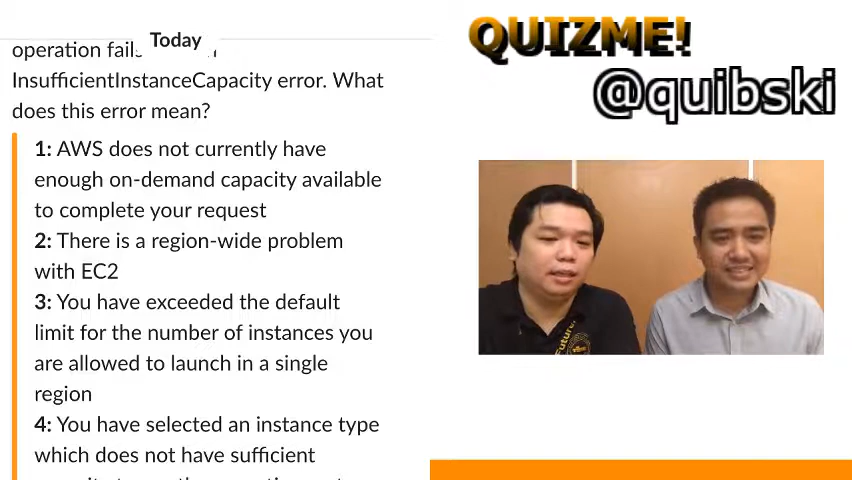 Today
operation fails
InsufficientInstanceCapacity error. What
does this error mean?
1: AWS does not currently have
enough on-demand capacity available
to complete your request
2: There is a region-wide problem
with EC2
3: You have exceeded the default
limit for the number of instances you
are allowed to launch in a single
region
4: You have selected an instance type
which does not have sufficient
QUIZME!
@quibski
Future